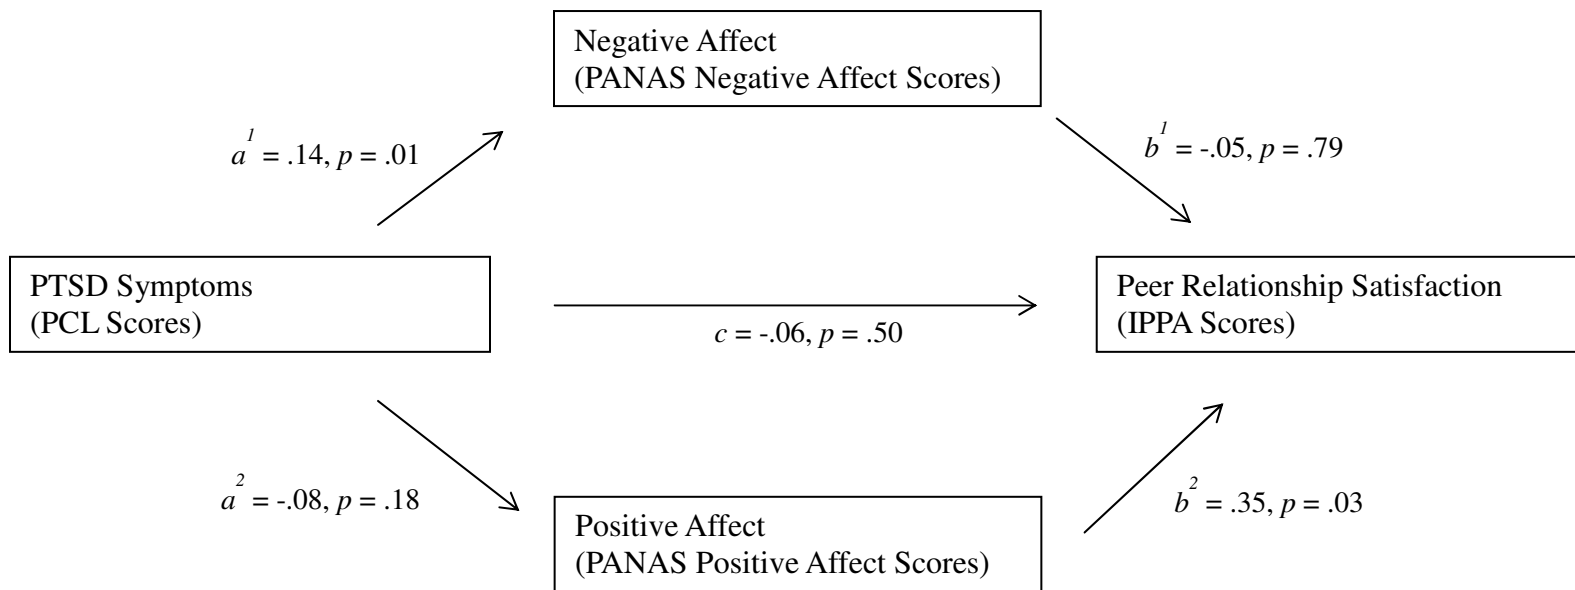 Negative Affect
(PANAS Negative Affect Scores)
a¹ = .14, p = .01
b¹ = -.05, p = .79
PTSD Symptoms
(PCL Scores)
c = -.06, p = .50
Peer Relationship Satisfaction
(IPPA Scores)
a² = -.08, p = .18
b² = .35, p = .03
Positive Affect
(PANAS Positive Affect Scores)